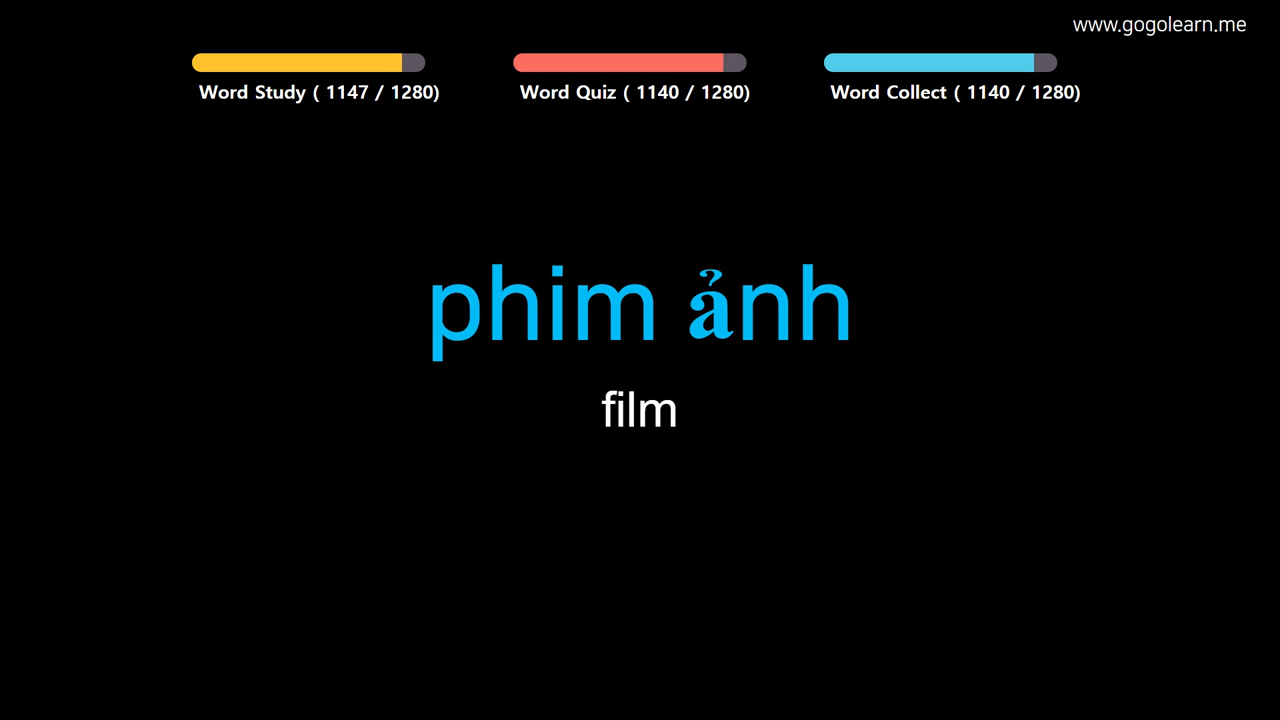 www.gogolearn.me
Word Study ( 1147 / 1280)
Word Quiz ( 1140 / 1280)
Word Collect ( 1140 / 1280)
phim ảnh
film